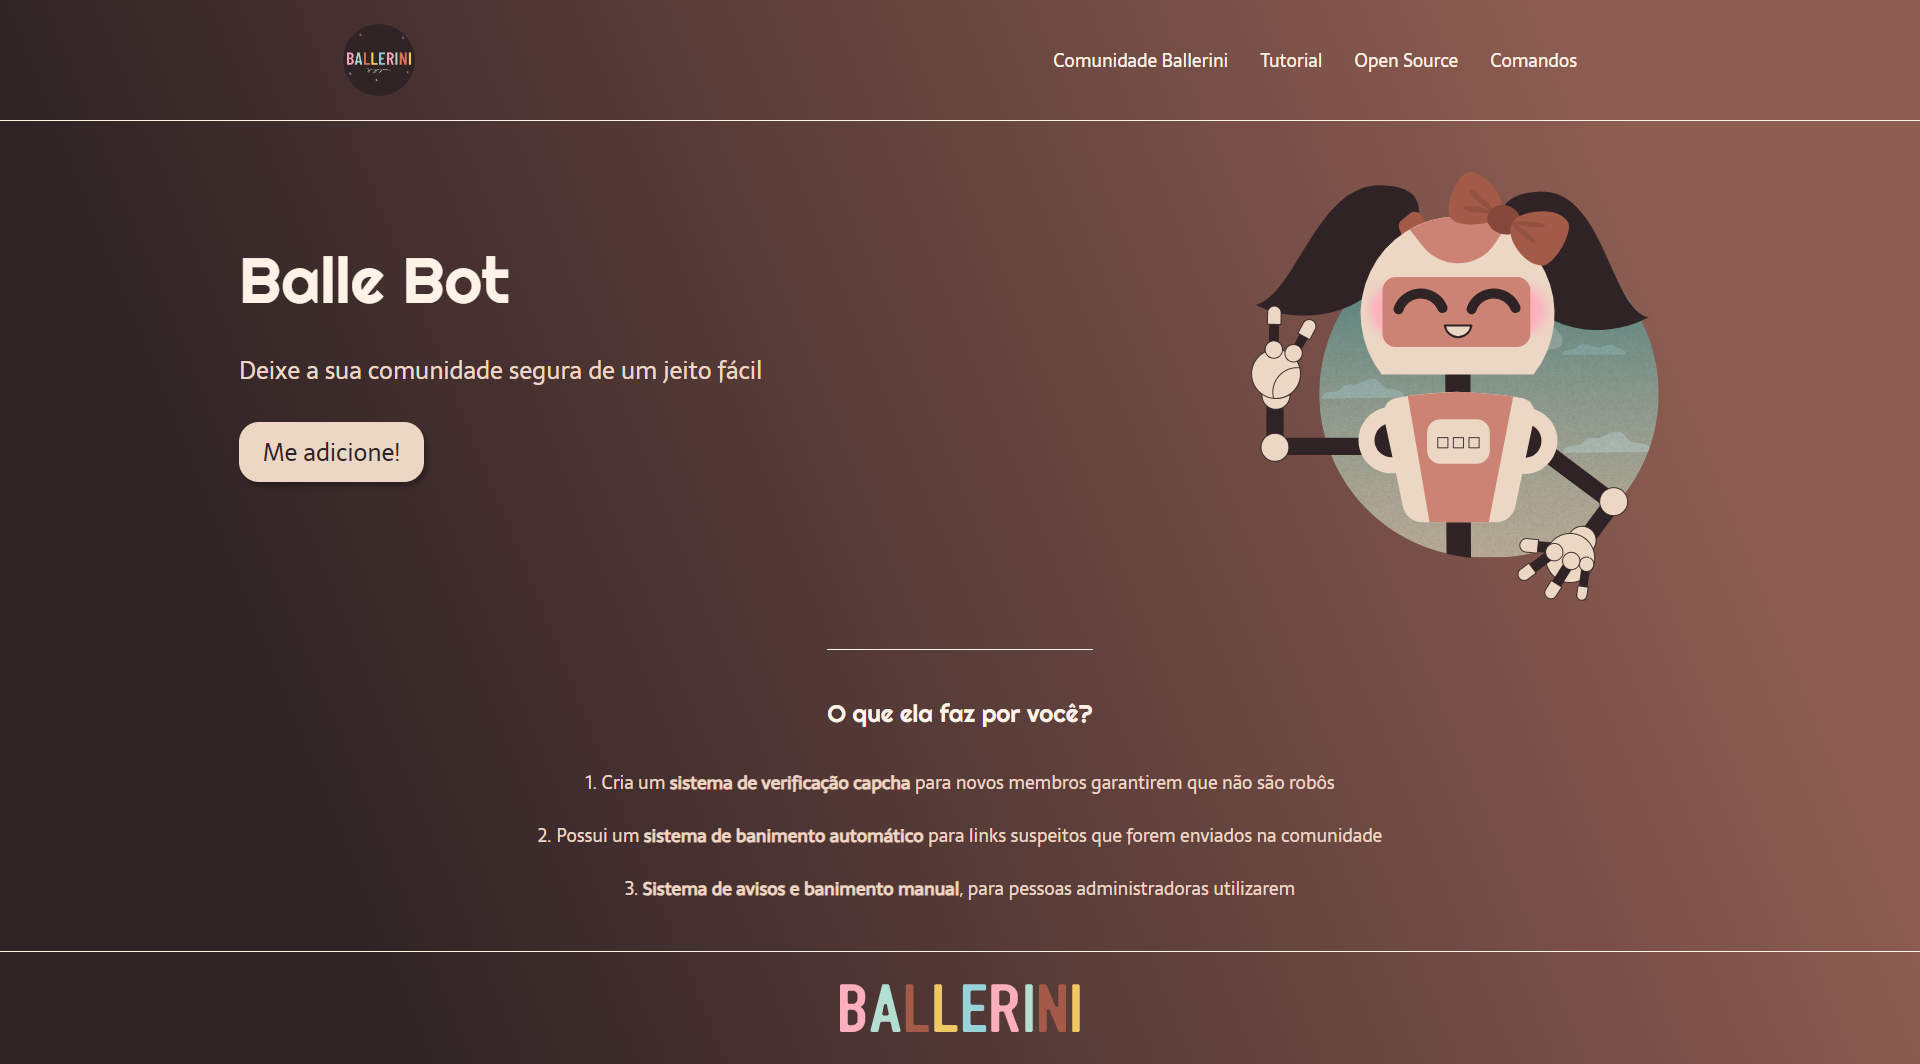 BALLERINI
Comunidade Ballerini
Tutorial
Open Source
Comandos
Balle Bot
Deixe a sua comunidade segura de um jeito fácil
Me adicione!
O que ela faz por você?
1. Cria um sistema de verificação capcha para novos membros garantirem que não são robôs
2. Possui um sistema de banimento automático para links suspeitos que forem enviados na comunidade
3. Sistema de avisos e banimento manual, para pessoas administradoras utilizarem
BALLERINI